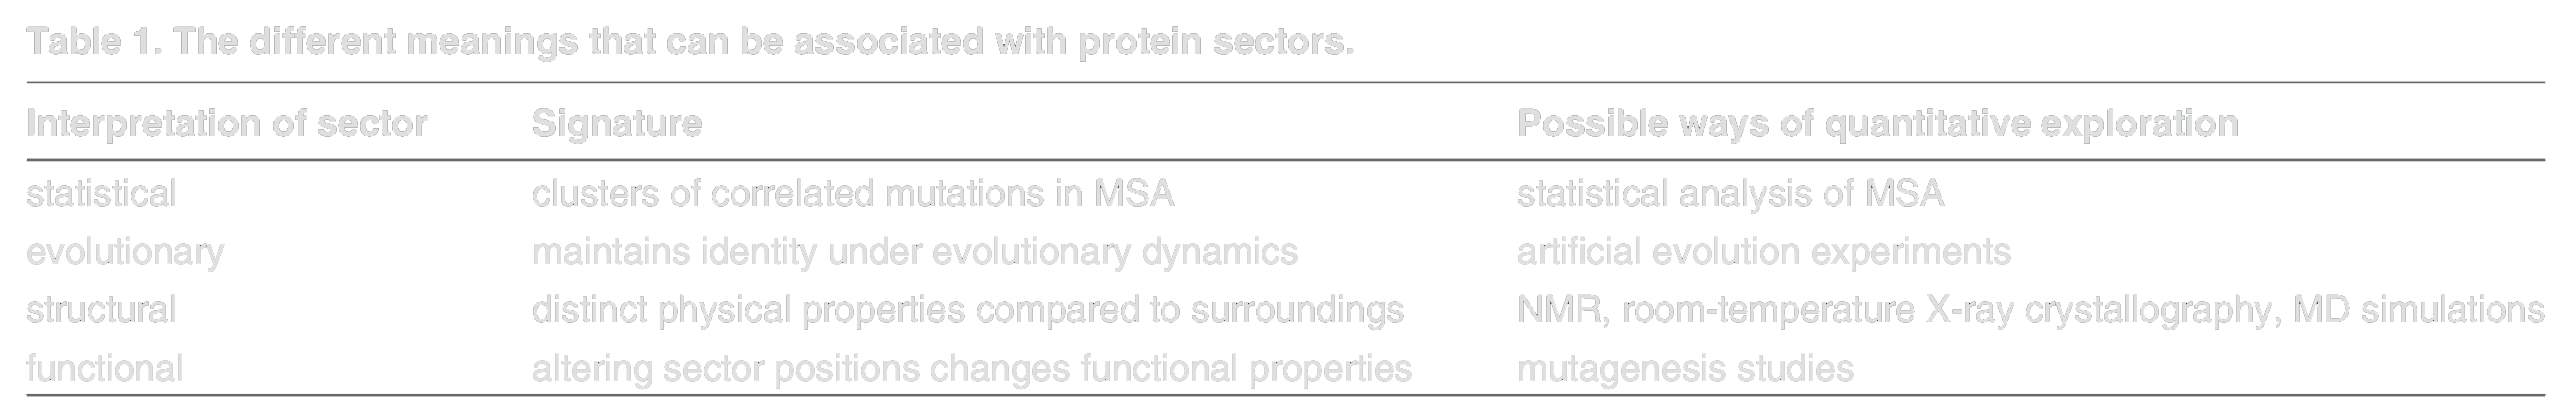 Table 1. The different meanings that can be associated with protein sectors.
Interpretation of sector Signature Possible ways of quantitative exploration
statistical clusters of correlated mutations in MSA statistical analysis of MSA
evolutionary maintains identity under evolutionary dynamics artificial evolution experiments
structural distinct physical properties compared to surroundings NMR, room-temperature X-ray crystallography, MD simulations
functional altering sector positions changes functional properties mutagenesis studies